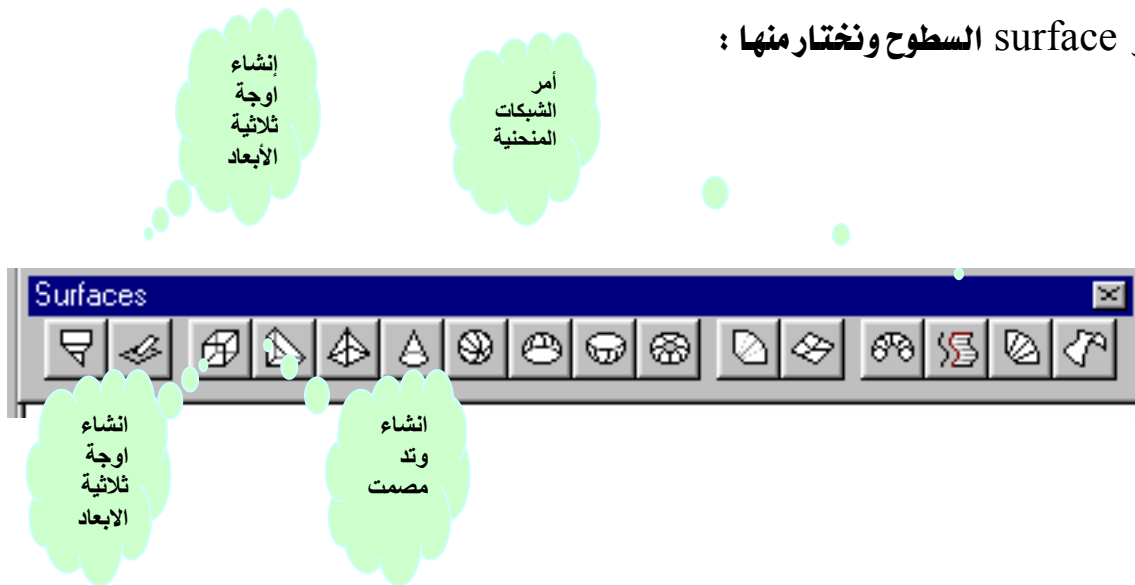 surface السطوح ونختار منها :
إنشاء
اوجة
ثلاثية
الأبعاد
أمر
الشبكات
المنحنية
Surfaces
انشاء
اوجة
ثلاثية
الابعاد
انشاء
وتد
مصمت